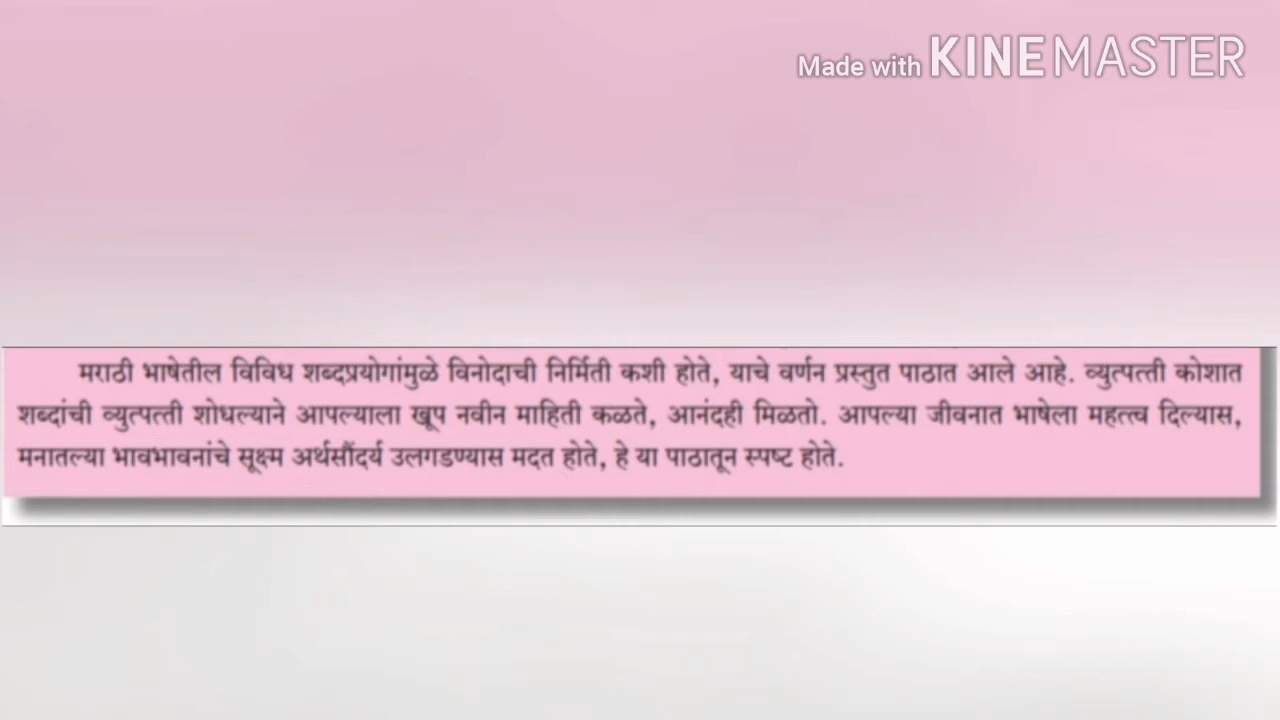 Made with KINEMASTER
मराठी भाषेतील विविध शब्दप्रयोगांमुळे विनोदाची निर्मिती कशी होते, याचे वर्णन प्रस्तुत पाठात आले आहे. व्युत्पत्ती कोशात
शब्दांची व्युत्पत्ती शोधल्याने आपल्याला खूप नवीन माहिती कळते, आनंदही मिळतो. आपल्या जीवनात भाषेला महत्त्व दिल्यास,
मनातल्या भावभावनांचे सूक्ष्म अर्थसौंदर्य उलगडण्यास मदत होते, हे या पाठातून स्पष्ट होते.